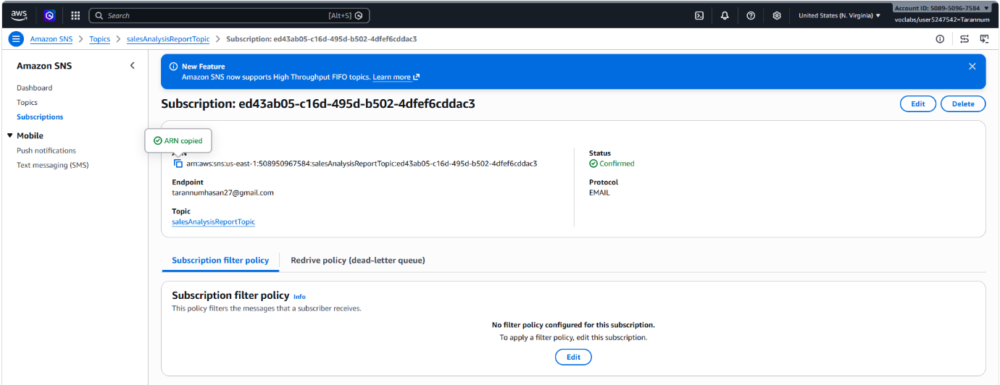 aws
Search
[Alt+S]
United States (N. Virginia)
Account ID: 5089-5096-7584
voclabs/user5247542=Tarannum
Amazon SNS > Topics > salesAnalysisReportTopic > Subscription: ed43ab05-c16d-495d-b502-4dfef6cddac3
Amazon SNS
Dashboard
Topics
Subscriptions
Mobile
Push notifications
Text messaging (SMS)
New Feature
Amazon SNS now supports High Throughput FIFO topics. Learn more
Subscription: ed43ab05-c16d-495d-b502-4dfef6cddac3
Edit
Delete
ARN copied
arn:aws:sns:us-east-1:508950967584:salesAnalysisReportTopic:ed43ab05-c16d-495d-b502-4dfef6cddac3
Endpoint
tarannumhasan27@gmail.com
Topic
salesAnalysisReportTopic
Status
Confirmed
Protocol
EMAIL
Subscription filter policy
Redrive policy (dead-letter queue)
Subscription filter policy Info
This policy filters the messages that a subscriber receives.
No filter policy configured for this subscription.
To apply a filter policy, edit this subscription.
Edit